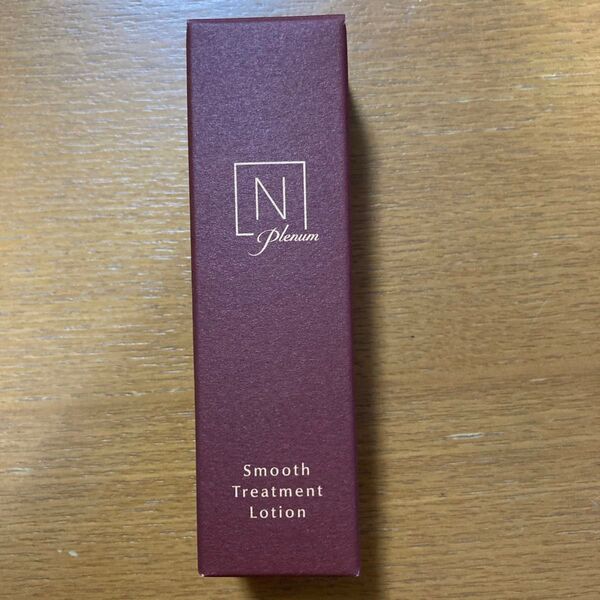 N
Plenum
Smooth
Treatment
Lotion